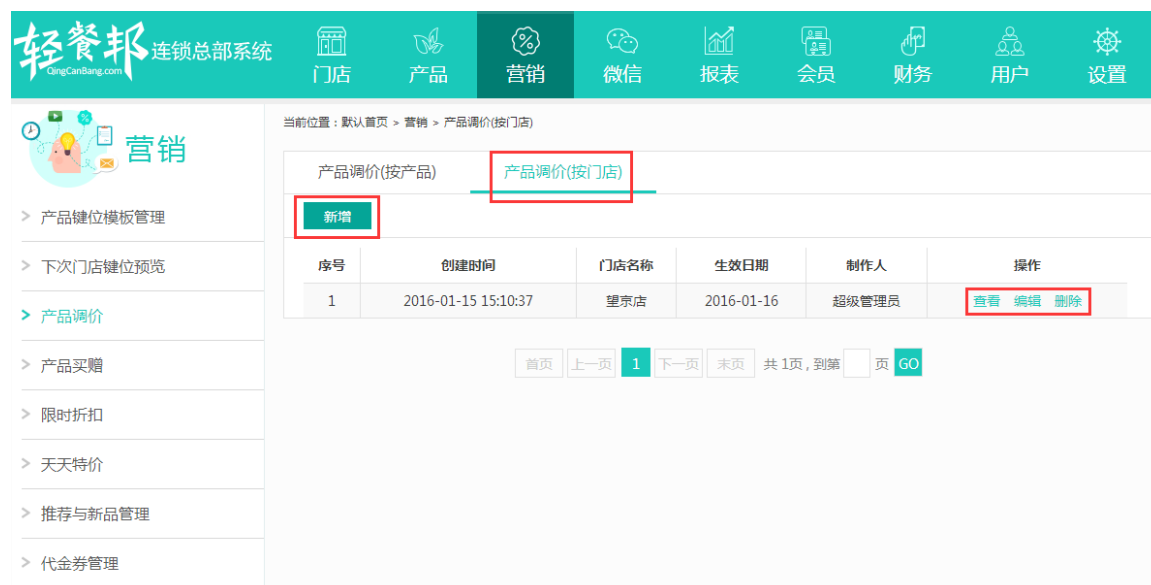 轻餐邦 连锁总部系统
QingCanBang.com
门店 产品 营销 微信 报表 会员 财务 用户 设置
营销
> 产品键位模板管理
> 下次门店键位预览
> 产品调价
> 产品买赠
> 限时折扣
> 天天特价
> 推荐与新品管理
> 代金券管理
当前位置：默认首页 > 营销 > 产品调价(按门店)
产品调价(按产品) 产品调价(按门店)
新增
序号 创建时间 门店名称 生效日期 制作人 操作
1 2016-01-15 15:10:37 望京店 2016-01-16 超级管理员 查看 编辑 删除
首页 上一页 1 下一页 末页 共 1页 , 到第 页 GO